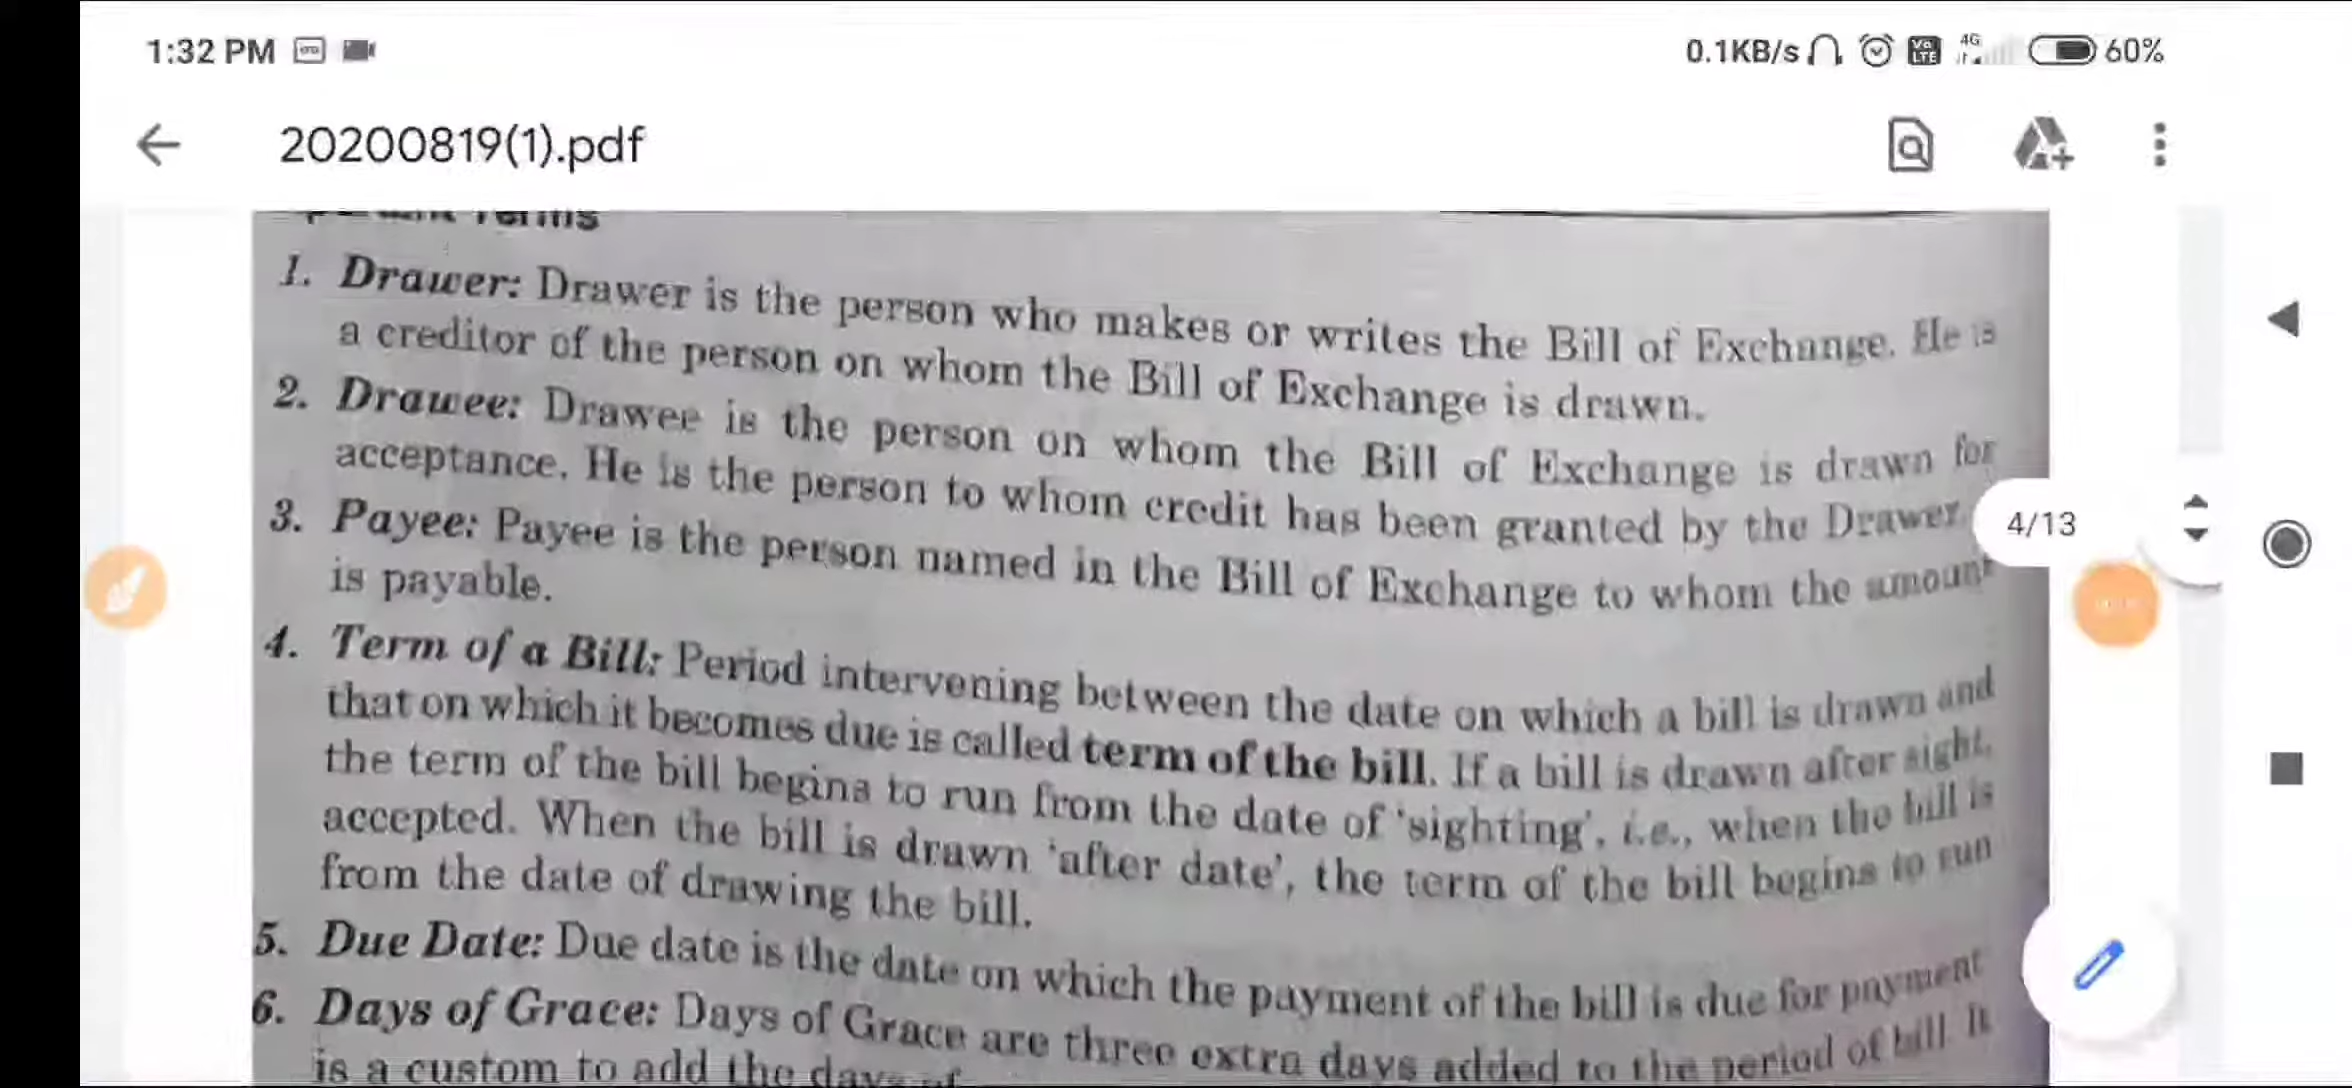 1:32 PM
0.1KB/s
Vo LTE
4G
60%
20200819(1).pdf
Terms
1. Drawer: Drawer is the person who makes or writes the Bill of Exchange. He is
a creditor of the person on whom the Bill of Exchange is drawn.
2. Drawee: Drawee is the person on whom the Bill of Exchange is drawn for
acceptance. He is the person to whom credit has been granted by the Drawer
4/13
3. Payee: Payee is the person named in the Bill of Exchange to whom the amount
is payable.
4. Term of a Bill: Period intervening between the date on which a bill is drawn and
that on which it becomes due is called term of the bill. If a bill is drawn after sight,
the term of the bill begins to run from the date of 'sighting', i.e., when the bill is
accepted. When the bill is drawn 'after date', the term of the bill begins to run
from the date of drawing the bill.
5. Due Date: Due date is the date on which the payment of the bill is due for payment
6. Days of Grace: Days of Grace are three extra days added to the period of bill. It
is a custom to add the days of